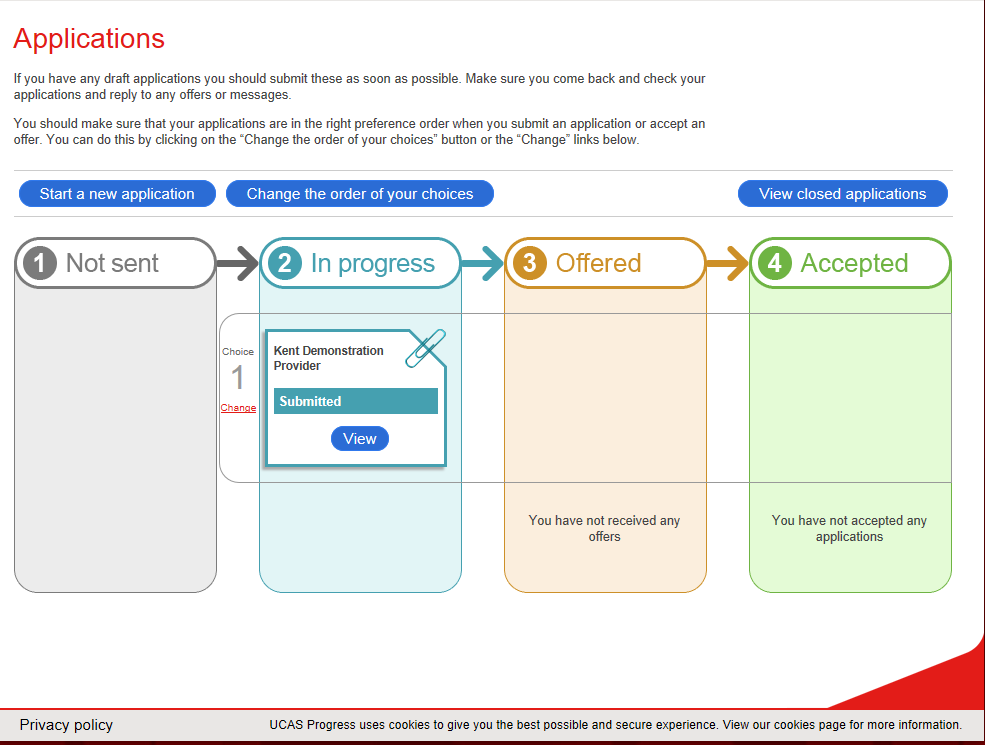 Applications
If you have any draft applications you should submit these as soon as possible. Make sure you come back and check your
applications and reply to any offers or messages.
You should make sure that your applications are in the right preference order when you submit an application or accept an
offer. You can do this by clicking on the “Change the order of your choices” button or the “Change” links below.
Start a new application
Change the order of your choices
View closed applications
1 Not sent
2 In progress
3 Offered
4 Accepted
Choice
1
Change
Kent Demonstration
Provider
Submitted
View
You have not received any
offers
You have not accepted any
applications
Privacy policy
UCAS Progress uses cookies to give you the best possible and secure experience. View our cookies page for more information.